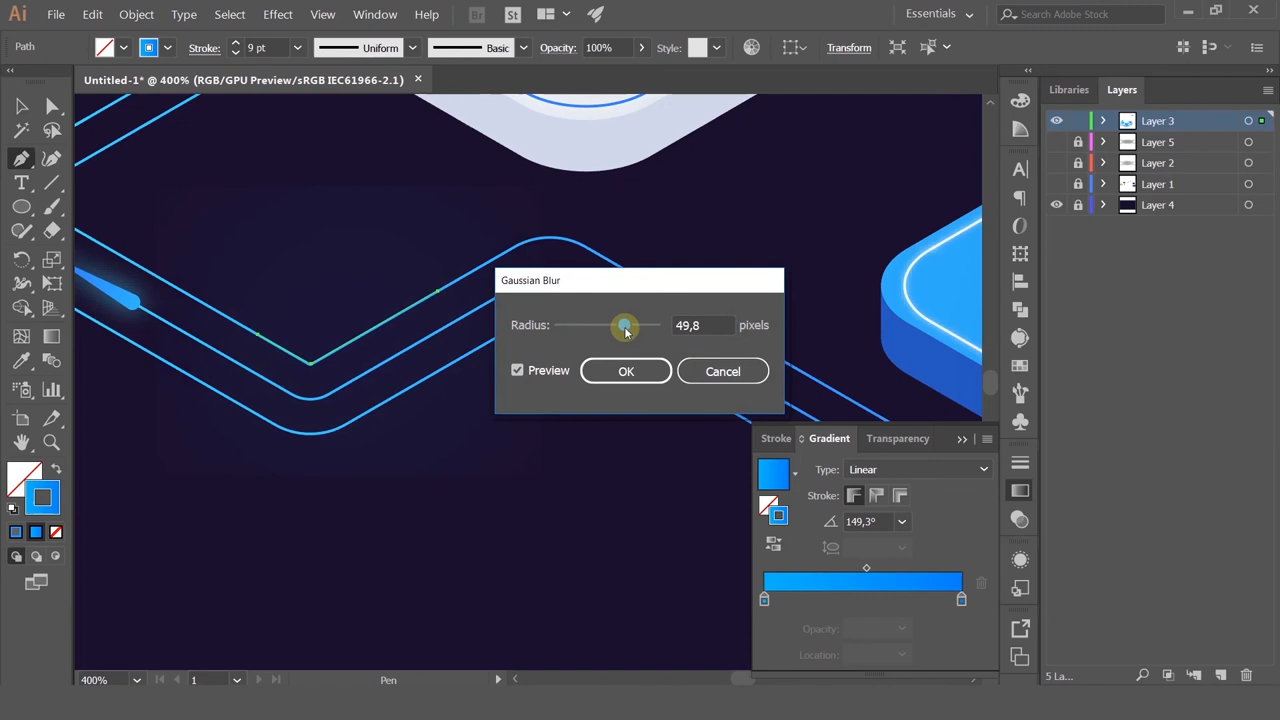 Ai File Edit Object Type Select Effect View Window Help Br St Essentials Search Adobe Stock
Path Stroke: 9 pt Uniform Basic Opacity: 100% Style: Transform
Untitled-1* @ 400% (RGB/GPU Preview/sRGB IEC61966-2.1)
Libraries Layers
Layer 3
Layer 5
Layer 2
Layer 1
Layer 4
Gaussian Blur
Radius: 49,8 pixels
Preview OK Cancel
Stroke Gradient Transparency
Type: Linear
Stroke:
149,3°
Opacity:
Location:
400% 1 Pen 5 La...